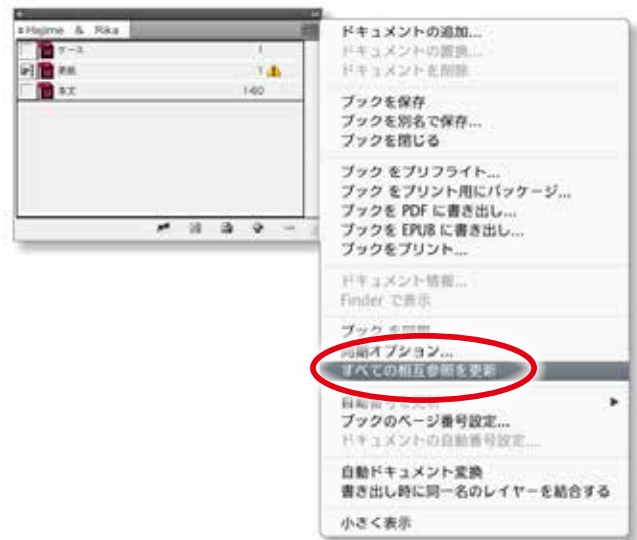 Hajime & Rika
ケース 1
表紙 1
本文 1-60
ドキュメントの追加...
ドキュメントの置換...
ドキュメントを削除
ブックを保存
ブックを別名で保存...
ブックを閉じる
ブック をプリフライト...
ブック をプリント用にパッケージ...
ブックを PDF に書き出し...
ブックを EPUB に書き出し...
ブックをプリント...
ドキュメント情報...
Finder で表示
ブック を同期
同期オプション...
すべての相互参照を更新
自動番号を更新
ブックのページ番号設定...
ドキュメントの自動番号設定...
自動ドキュメント変換
書き出し時に同一名のレイヤーを結合する
小さく表示